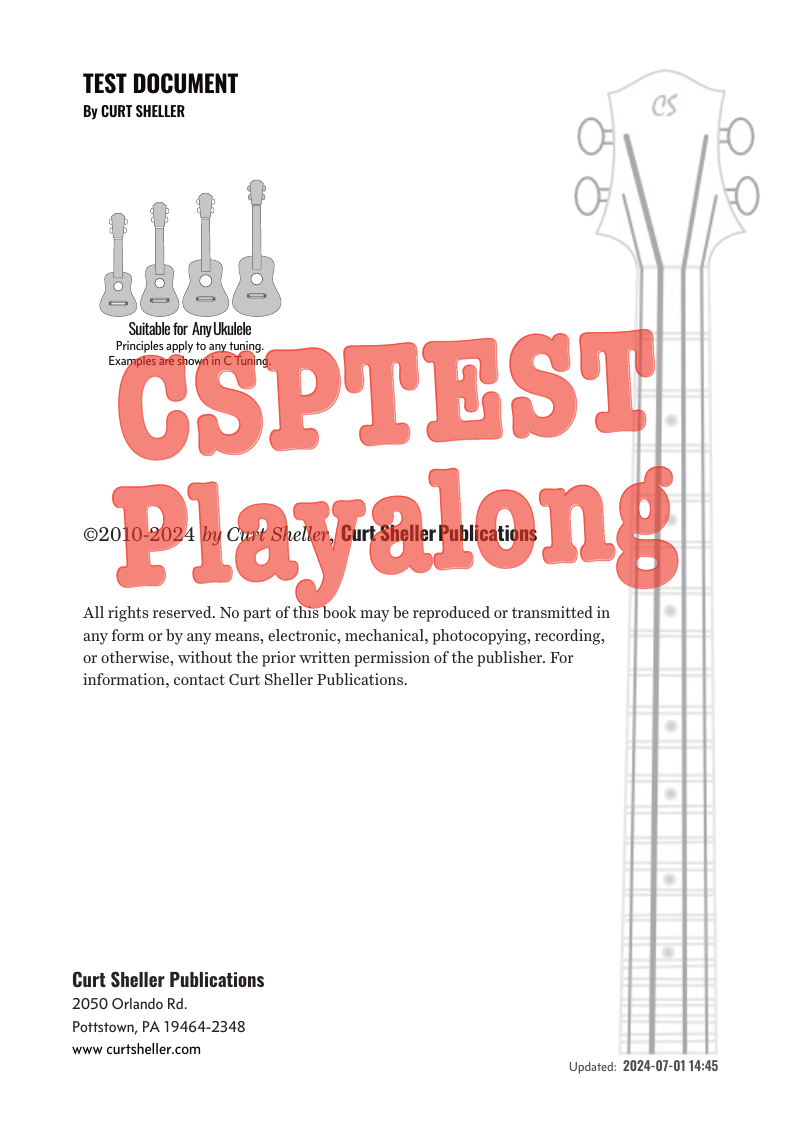 TEST DOCUMENT
By CURT SHELLER
CS
Suitable for Any Ukulele
Principles apply to any tuning.
Examples are shown in C Tuning.
CSPTEST
Playalong
©2010-2024 by Curt Sheller, Curt Sheller Publications
All rights reserved. No part of this book may be reproduced or transmitted in
any form or by any means, electronic, mechanical, photocopying, recording,
or otherwise, without the prior written permission of the publisher. For
information, contact Curt Sheller Publications.
Curt Sheller Publications
2050 Orlando Rd.
Pottstown, PA 19464-2348
www curtsheller.com
Updated: 2024-07-01 14:45